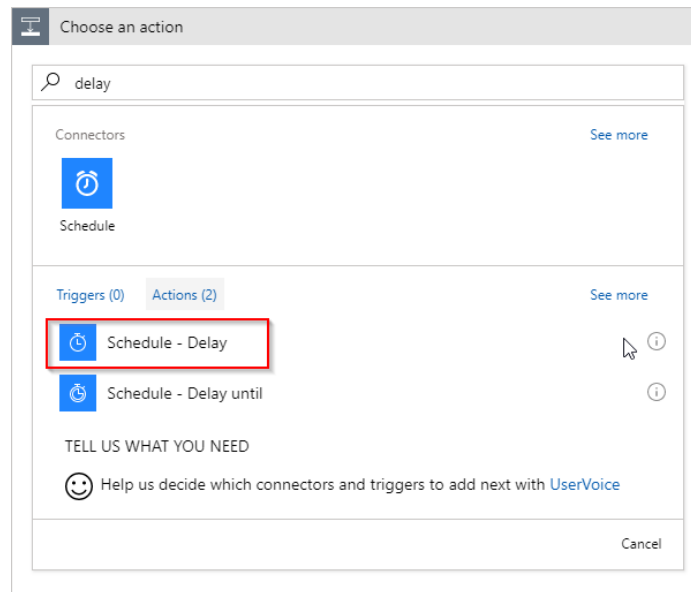 Choose an action
delay
Connectors See more
Schedule
Triggers (0) Actions (2) See more
Schedule - Delay
Schedule - Delay until
TELL US WHAT YOU NEED
Help us decide which connectors and triggers to add next with UserVoice
Cancel